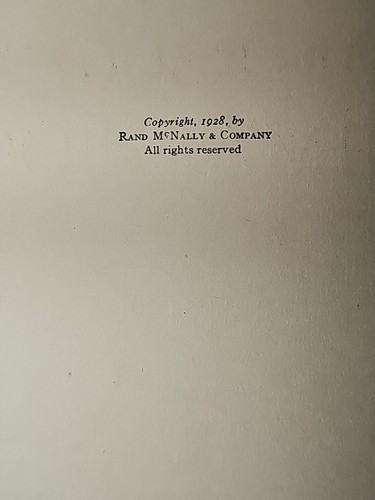 Copyright, 1928, by
RAND MCNALLY & COMPANY
All rights reserved